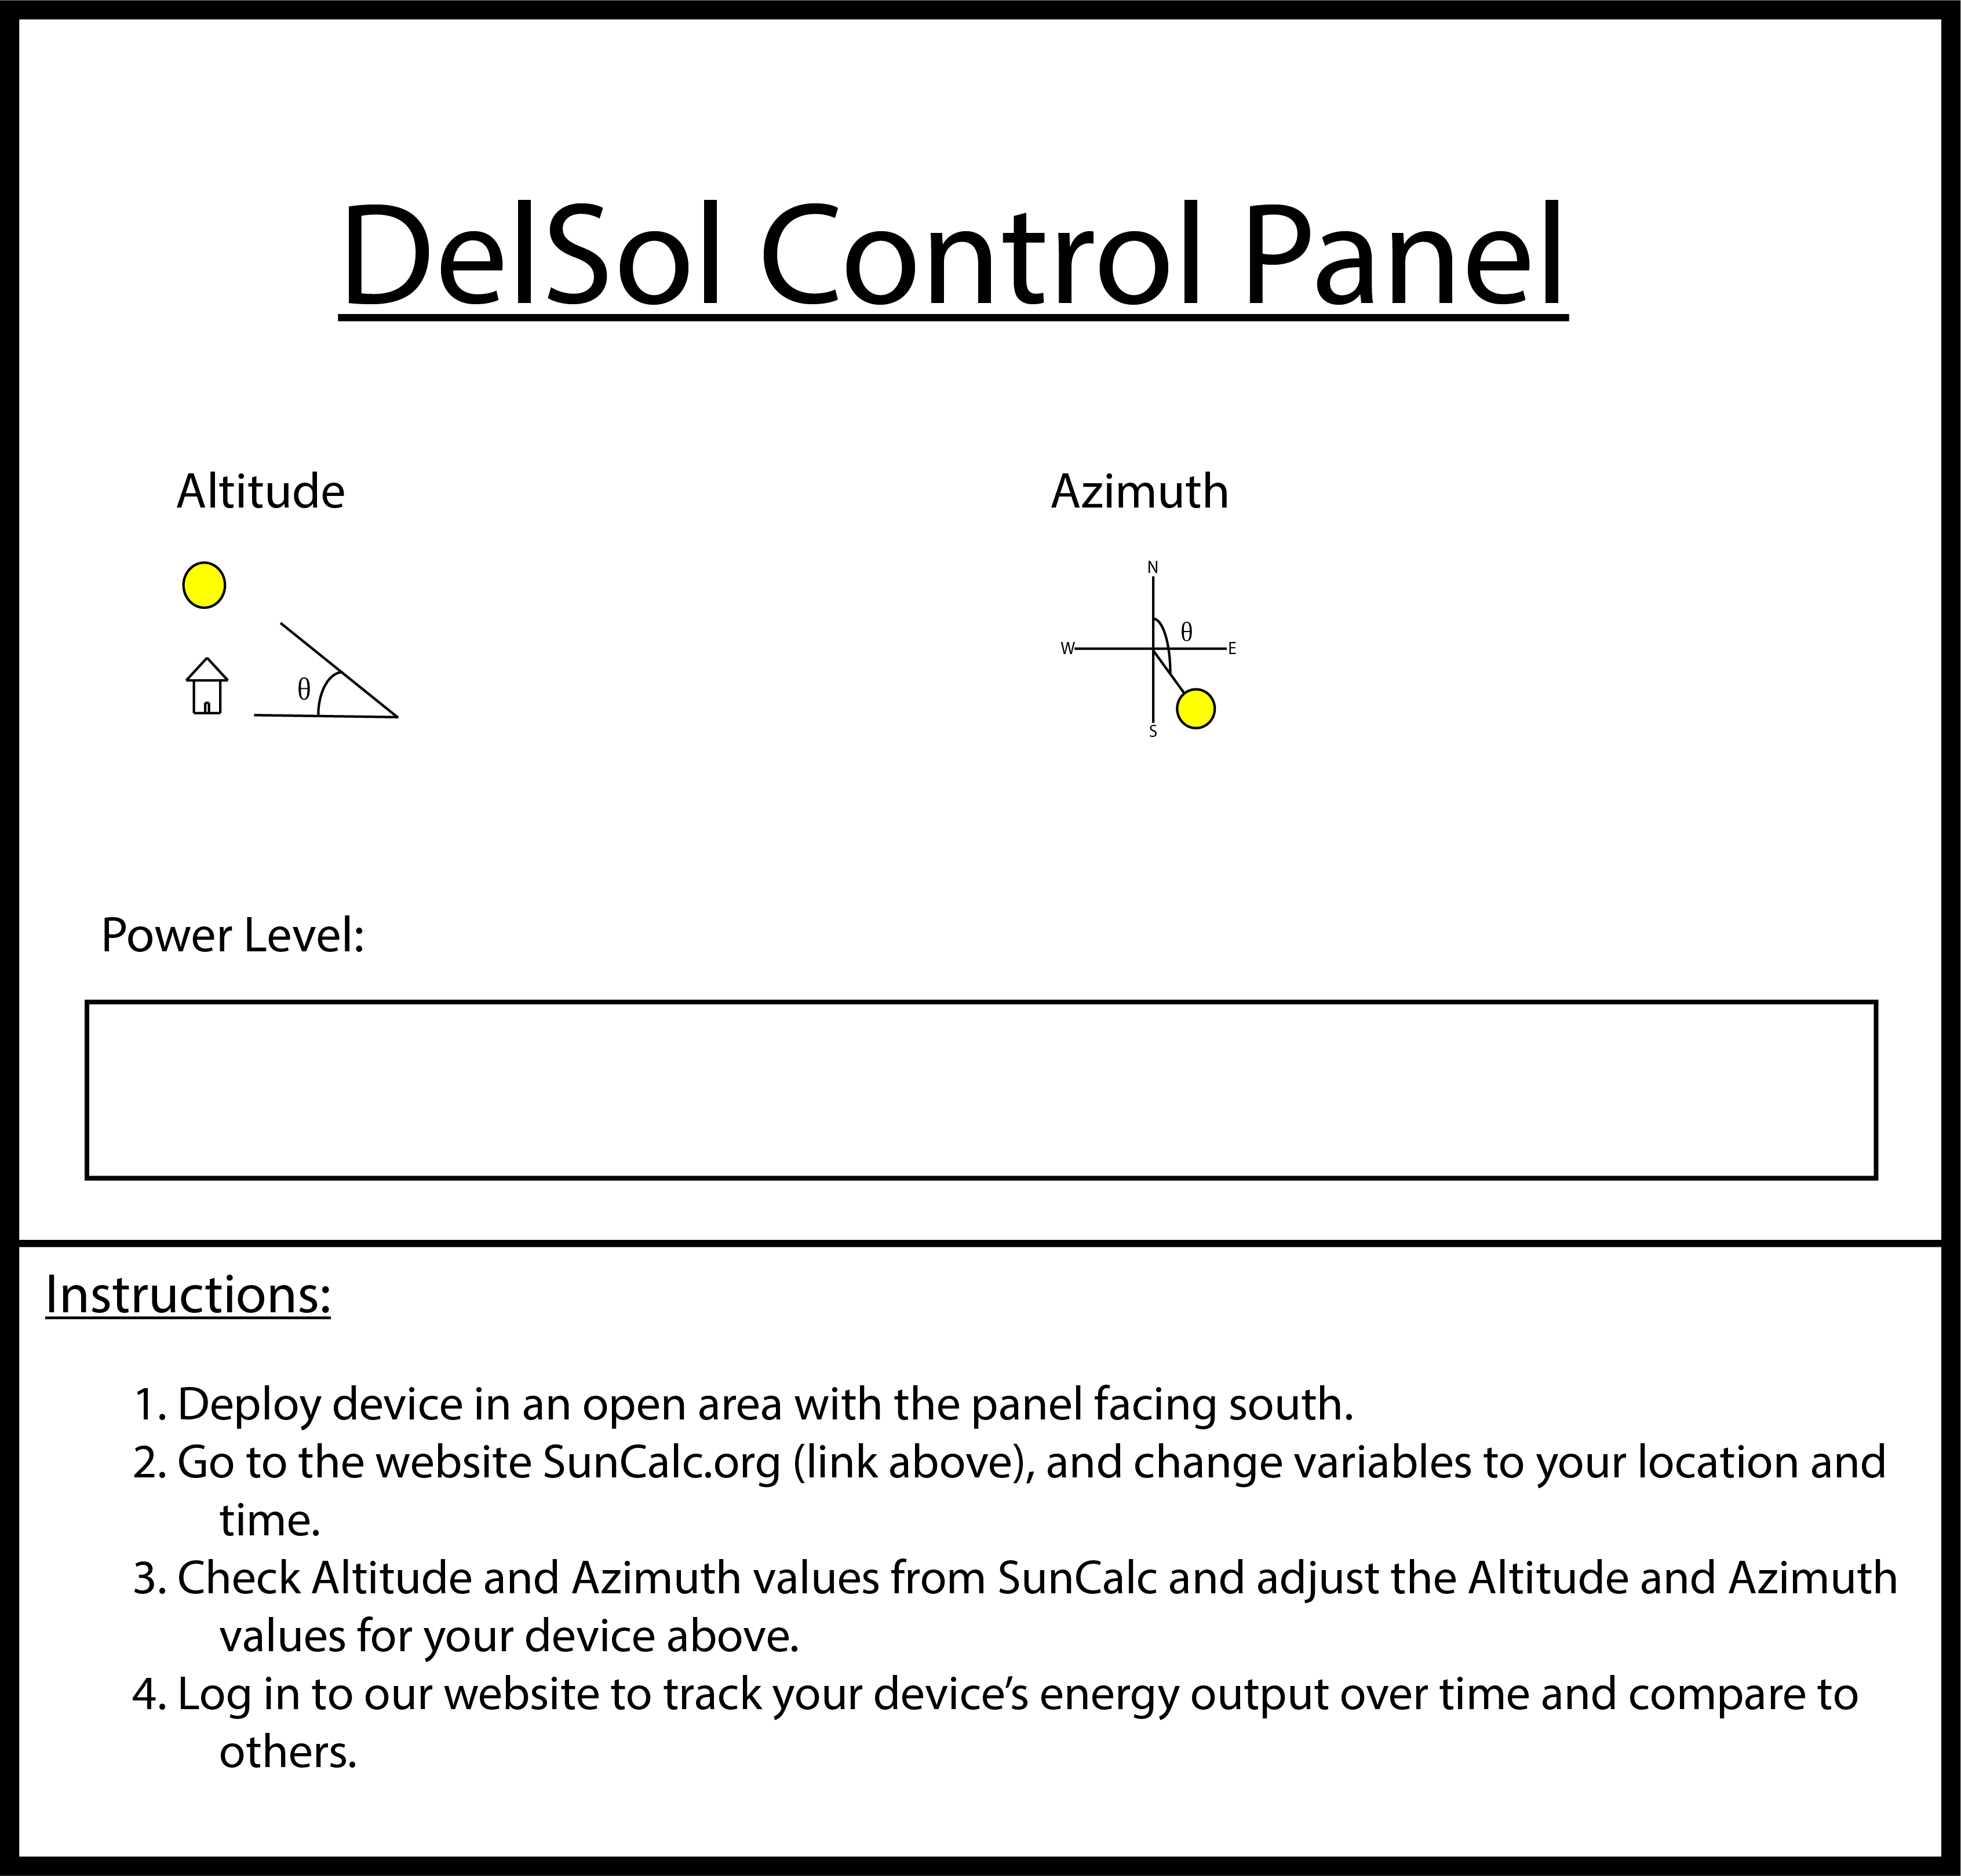 DelSol Control Panel
Altitude
Azimuth
N
θ
W
E
θ
S
Power Level:
Instructions:
1. Deploy device in an open area with the panel facing south.
2. Go to the website SunCalc.org (link above), and change variables to your location and
time.
3. Check Altitude and Azimuth values from SunCalc and adjust the Altitude and Azimuth
values for your device above.
4. Log in to our website to track your device’s energy output over time and compare to
others.